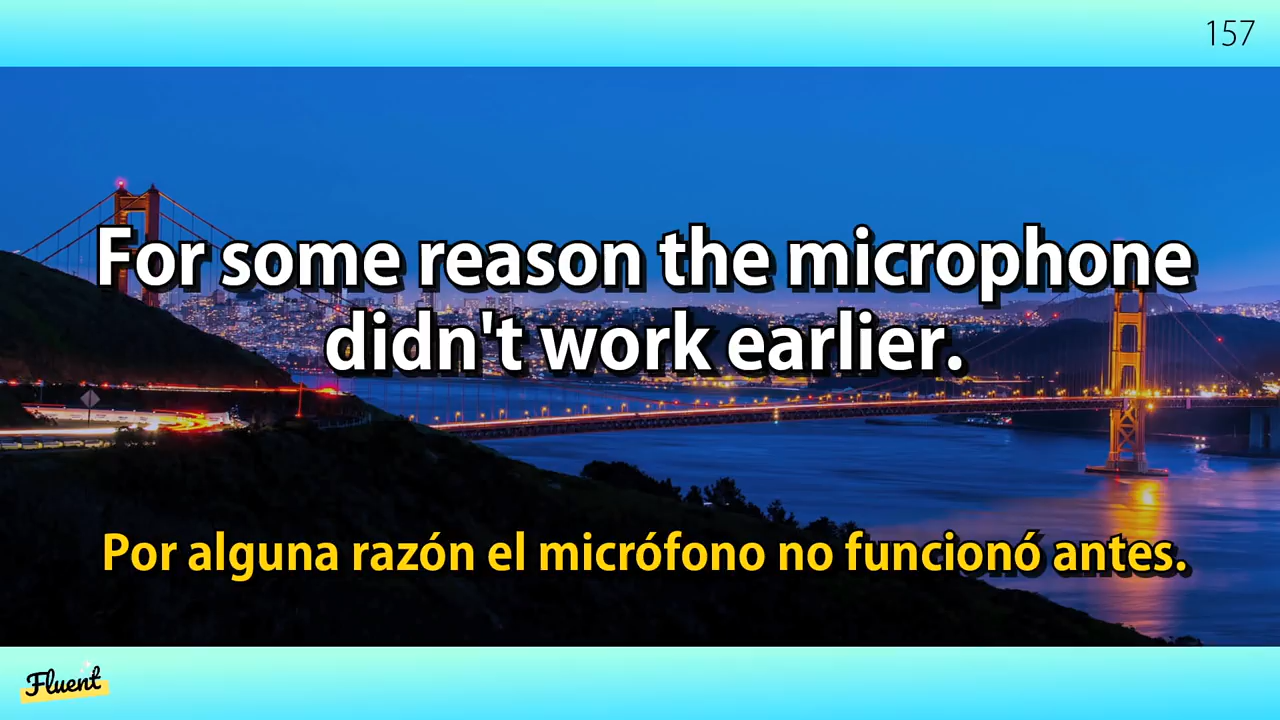 157
For some reason the microphone
didn't work earlier.
Por alguna razón el micrófono no funcionó antes.
Fluent